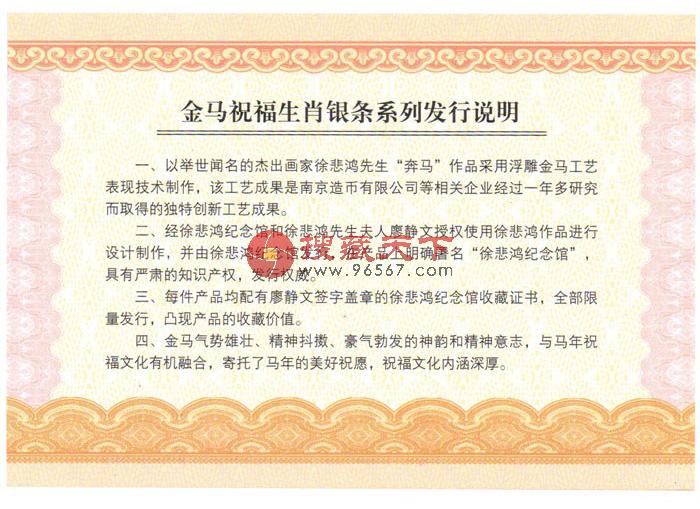 金马祝福生肖银条系列发行说明
一、以举世闻名的杰出画家徐悲鸿先生“奔马”作品采用浮雕金马工艺
表现技术制作，该工艺成果是南京造币有限公司等相关企业经过一年多研究
而取得的独特创新工艺成果。
二、经徐悲鸿纪念馆和徐悲鸿先生夫人廖静文授权使用徐悲鸿作品进行
设计制作，并由徐悲鸿纪念馆发行，在产品上明确署名“徐悲鸿纪念馆”，
具有严肃的知识产权，发行权威。
三、每件产品均配有廖静文签字盖章的徐悲鸿纪念馆收藏证书，全部限
量发行，凸现产品的收藏价值。
四、金马气势雄壮、精神抖擞、豪气勃发的神韵和精神意志，与马年祝
福文化有机融合，寄托了马年的美好祝愿，祝福文化内涵深厚。
搜藏天下
www.96567.com